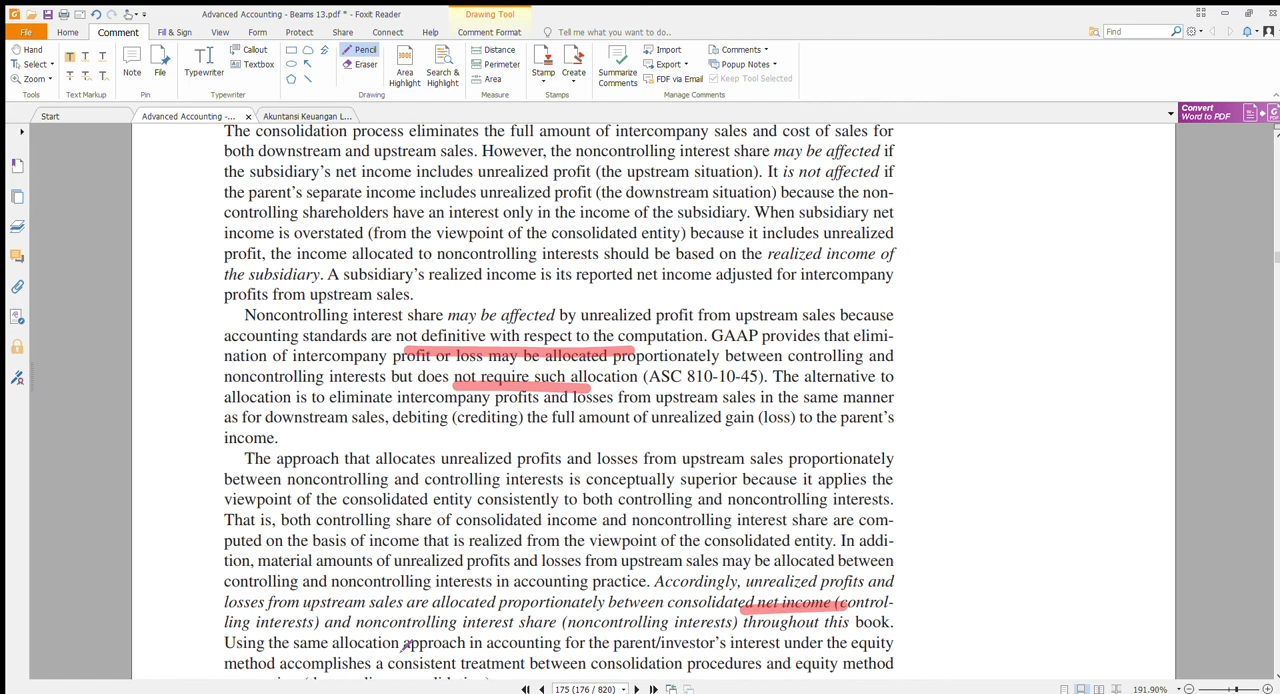 Advanced Accounting - Beams 13.pdf * - Foxit Reader
Drawing Tool
File
Home
Comment
Fill & Sign
View
Form
Protect
Share
Connect
Help
Comment Format
Tell me what you want to do..
Find
Hand
Select
Zoom
Tools
Text Markup
Note
File
Pin
Typewriter
Callout
Textbox
Typewriter
Pencil
Eraser
Drawing
Area Highlight
Search & Highlight
Distance
Perimeter
Area
Measure
Stamp
Create
Stamps
Summarize Comments
Import
Export
FDF via Email
Comments
Popup Notes
Keep Tool Selected
Manage Comments
Start
Advanced Accounting -...
Akuntansi Keuangan L...
Convert
Word to PDF
The consolidation process eliminates the full amount of intercompany sales and cost of sales for
both downstream and upstream sales. However, the noncontrolling interest share may be affected if
the subsidiary's net income includes unrealized profit (the upstream situation). It is not affected if
the parent's separate income includes unrealized profit (the downstream situation) because the non-
controlling shareholders have an interest only in the income of the subsidiary. When subsidiary net
income is overstated (from the viewpoint of the consolidated entity) because it includes unrealized
profit, the income allocated to noncontrolling interests should be based on the realized income of
the subsidiary. A subsidiary's realized income is its reported net income adjusted for intercompany
profits from upstream sales.
Noncontrolling interest share may be affected by unrealized profit from upstream sales because
accounting standards are not definitive with respect to the computation. GAAP provides that elimi-
nation of intercompany profit or loss may be allocated proportionately between controlling and
noncontrolling interests but does not require such allocation (ASC 810-10-45). The alternative to
allocation is to eliminate intercompany profits and losses from upstream sales in the same manner
as for downstream sales, debiting (crediting) the full amount of unrealized gain (loss) to the parent's
income.
The approach that allocates unrealized profits and losses from upstream sales proportionately
between noncontrolling and controlling interests is conceptually superior because it applies the
viewpoint of the consolidated entity consistently to both controlling and noncontrolling interests.
That is, both controlling share of consolidated income and noncontrolling interest share are com-
puted on the basis of income that is realized from the viewpoint of the consolidated entity. In addi-
tion, material amounts of unrealized profits and losses from upstream sales may be allocated between
controlling and noncontrolling interests in accounting practice. Accordingly, unrealized profits and
losses from upstream sales are allocated proportionately between consolidated net income (control-
ling interests) and noncontrolling interest share (noncontrolling interests) throughout this book.
Using the same allocation approach in accounting for the parent/investor's interest under the equity
method accomplishes a consistent treatment between consolidation procedures and equity method
175 (176 / 820)
191.90%